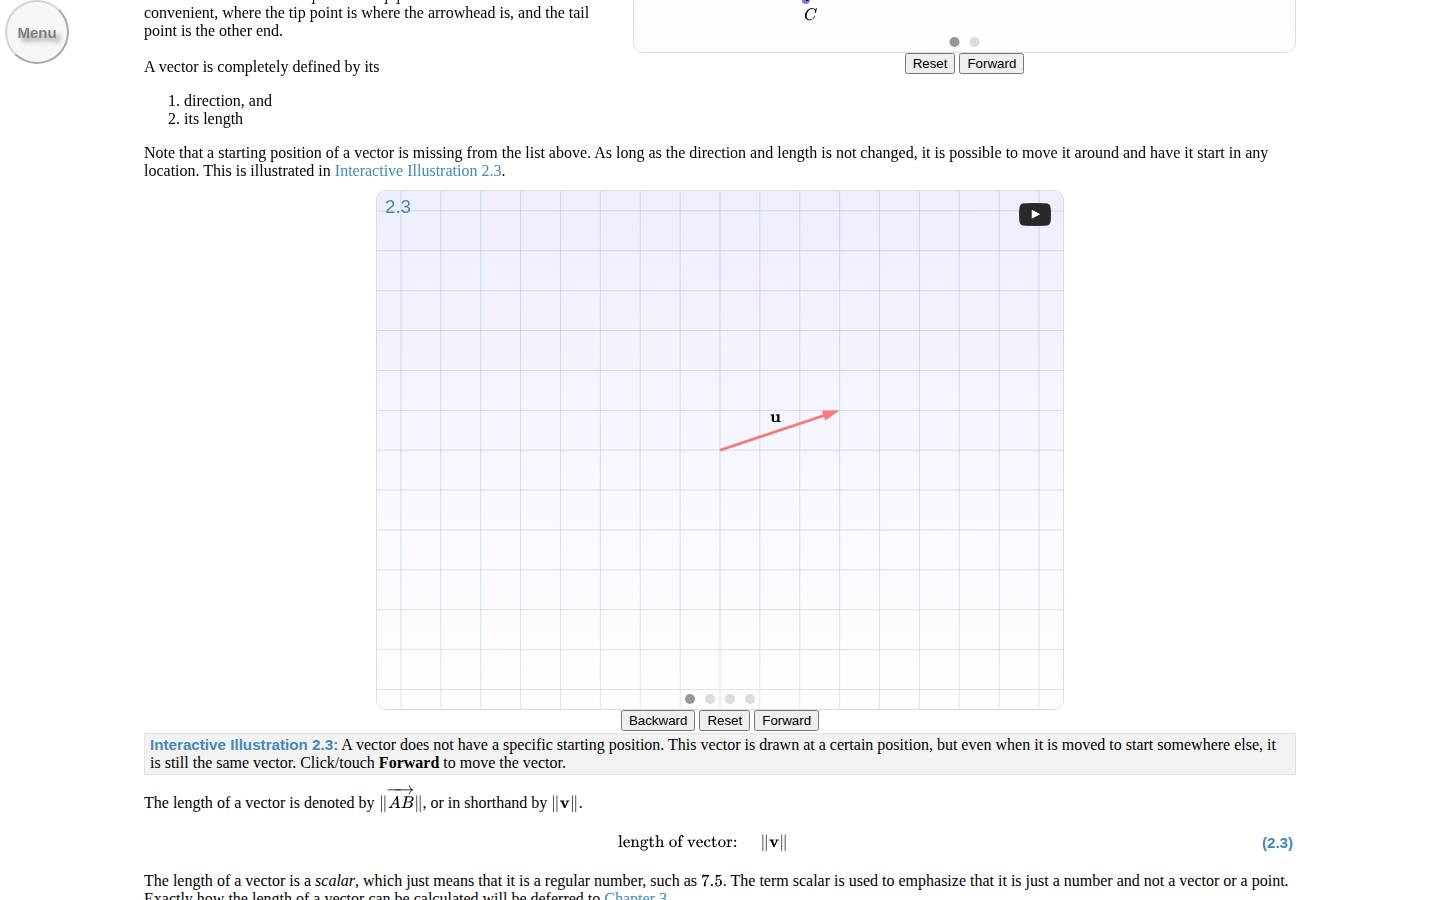 Menu
convenient, where the tip point is where the arrowhead is, and the tail
point is the other end.
C
Reset Forward
A vector is completely defined by its
1. direction, and
2. its length
Note that a starting position of a vector is missing from the list above. As long as the direction and length is not changed, it is possible to move it around and have it start in any
location. This is illustrated in Interactive Illustration 2.3.
2.3
u
Backward Reset Forward
Interactive Illustration 2.3: A vector does not have a specific starting position. This vector is drawn at a certain position, but even when it is moved to start somewhere else, it
is still the same vector. Click/touch Forward to move the vector.
The length of a vector is denoted by ‖A⃗B⃗‖, or in shorthand by ‖v‖.
length of vector: ‖v‖ (2.3)
The length of a vector is a scalar, which just means that it is a regular number, such as 7.5. The term scalar is used to emphasize that it is just a number and not a vector or a point.
Exactly how the length of a vector can be calculated will be deferred to Chapter 3.